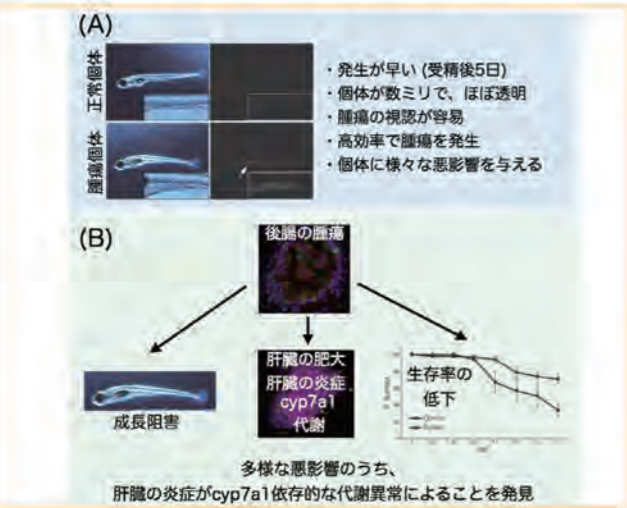 (A)
正常個体
腫瘍個体
・発生が早い (受精後5日)
・個体が数ミリで、ほぼ透明
・腫瘍の視認が容易
・高効率で腫瘍を発生
・個体に様々な悪影響を与える
(B)
後腸の腫瘍
成長阻害
肝臓の肥大
肝臓の炎症
cyp7a1
代謝
生存率の
低下
多様な悪影響のうち、
肝臓の炎症がcyp7a1依存的な代謝異常によることを発見